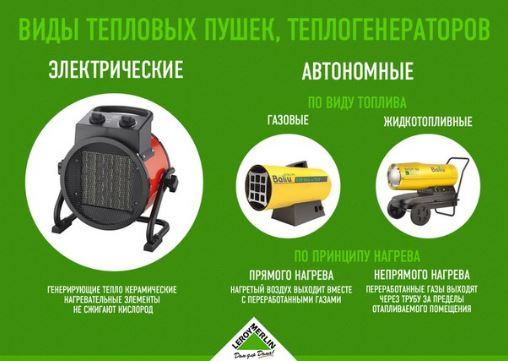 ВИДЫ ТЕПЛОВЫХ ПУШЕК, ТЕПЛОГЕНЕРАТОРОВ
ЭЛЕКТРИЧЕСКИЕ
АВТОНОМНЫЕ
ПО ВИДУ ТОПЛИВА
ГАЗОВЫЕ
ЖИДКОТОПЛИВНЫЕ
Ballu
Ballu
ПО ПРИНЦИПУ НАГРЕВА
ПРЯМОГО НАГРЕВА
НЕПРЯМОГО НАГРЕВА
ГЕНЕРИРУЮЩИЕ ТЕПЛО КЕРАМИЧЕСКИЕ
НАГРЕВАТЕЛЬНЫЕ ЭЛЕМЕНТЫ
НЕ СЖИГАЮТ КИСЛОРОД
НАГРЕТЫЙ ВОЗДУХ ВЫХОДИТ ВМЕСТЕ
С ПЕРЕРАБОТАННЫМИ ГАЗАМИ
ПЕРЕРАБОТАННЫЕ ГАЗЫ ВЫХОДЯТ
ЧЕРЕЗ ТРУБУ ЗА ПРЕДЕЛЫ
ОТАПЛИВАЕМОГО ПОМЕЩЕНИЯ
LEROY MERLIN
Дом для Дома!